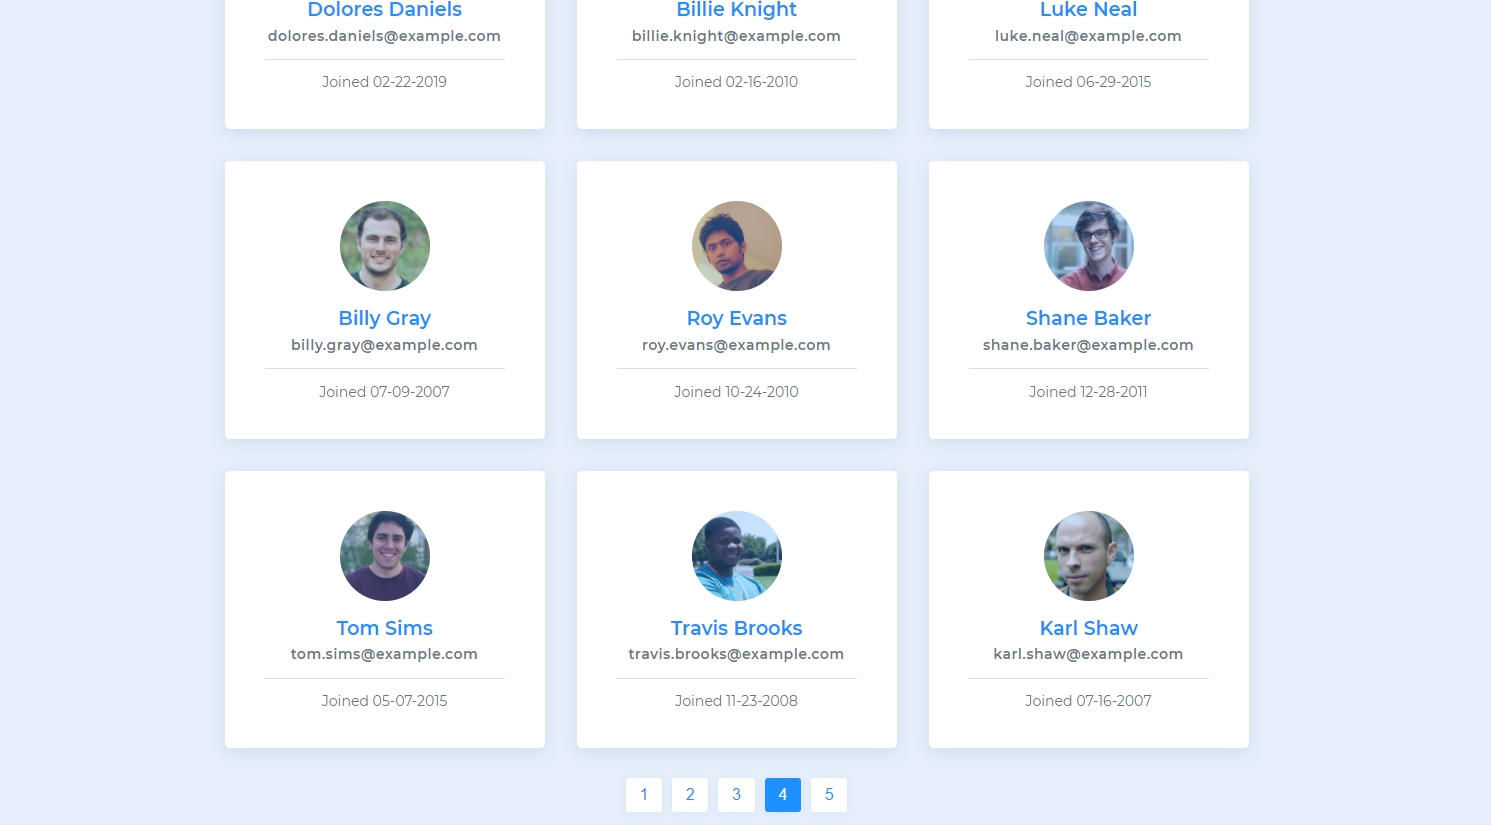 Dolores Daniels Billie Knight Luke Neal
dolores.daniels@example.com billie.knight@example.com luke.neal@example.com
Joined 02-22-2019 Joined 02-16-2010 Joined 06-29-2015
Billy Gray Roy Evans Shane Baker
billy.gray@example.com roy.evans@example.com shane.baker@example.com
Joined 07-09-2007 Joined 10-24-2010 Joined 12-28-2011
Tom Sims Travis Brooks Karl Shaw
tom.sims@example.com travis.brooks@example.com karl.shaw@example.com
Joined 05-07-2015 Joined 11-23-2008 Joined 07-16-2007
1 2 3 4 5